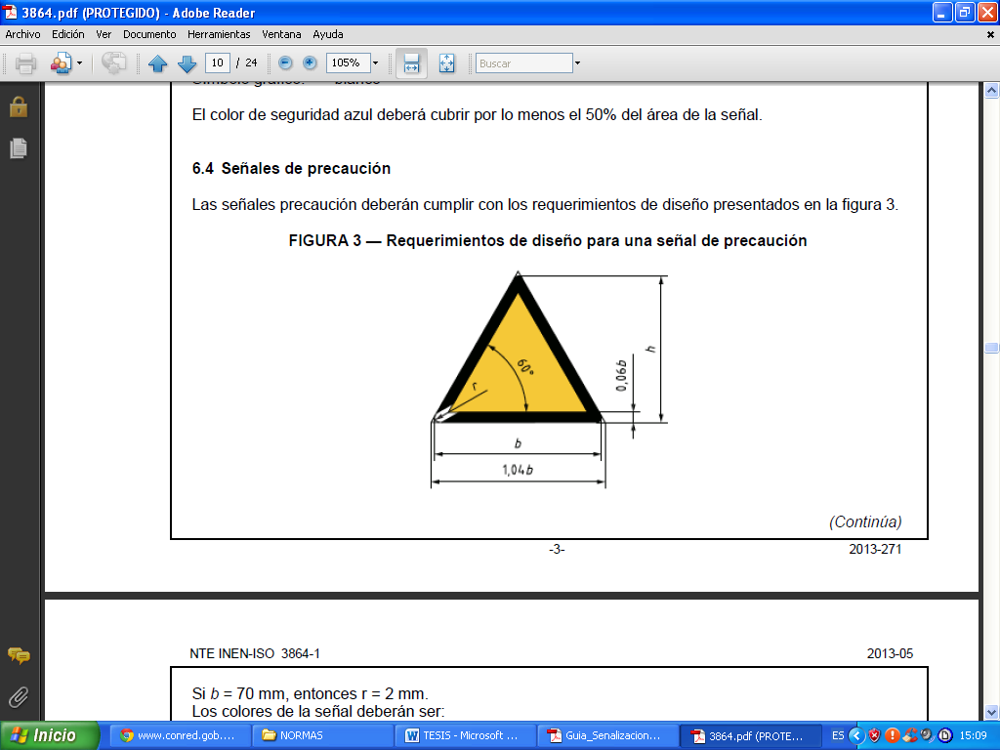 3864.pdf (PROTEGIDO) - Adobe Reader
Archivo Edición Ver Documento Herramientas Ventana Ayuda
10 / 24 105% Buscar
Símbolo gráfico: blanco
El color de seguridad azul deberá cubrir por lo menos el 50% del área de la señal.
6.4 Señales de precaución
Las señales precaución deberán cumplir con los requerimientos de diseño presentados en la figura 3.
FIGURA 3 — Requerimientos de diseño para una señal de precaución
h
0,06b
60°
r
b
1,04b
(Continúa)
-3- 2013-271
NTE INEN-ISO 3864-1 2013-05
Si b = 70 mm, entonces r = 2 mm.
Los colores de la señal deberán ser:
Inicio www.conred.gob.... NORMAS TESIS - Microsoft ... Guia_Senalizacion... 3864.pdf (PROTE... ES 15:09